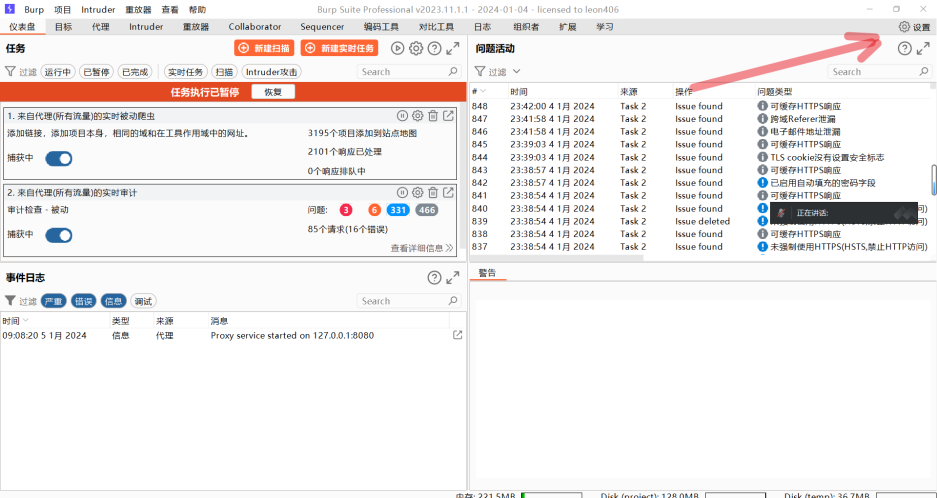 Burp 项目 Intruder 重放器 查看 帮助
Burp Suite Professional v2023.11.1.1 - 2024-01-04 - licensed to leon406
仪表盘 目标 代理 Intruder 重放器 Collaborator Sequencer 编码工具 对比工具 日志 组织者 扩展 学习 设置
任务 新建扫描 新建实时任务
过滤 运行中 已暂停 已完成 实时任务 扫描 Intruder攻击 Search
任务执行已暂停 恢复
1. 来自代理(所有流量)的实时被动爬虫
添加链接，添加项目本身，相同的域和在工具作用域中的网址。 3195个项目添加到站点地图
2101个响应已处理
捕获中
0个响应排队中
2. 来自代理(所有流量)的实时审计
审计检查 - 被动 问题: 3 6 331 466
85个请求(16个错误)
捕获中
查看详细信息
事件日志
过滤 严重 错误 信息 调试 Search
时间 类型 来源 消息
09:08:20 5 1月 2024 信息 代理 Proxy service started on 127.0.0.1:8080
问题活动
过滤 Search
# 时间 来源 操作 问题类型
848 23:42:00 4 1月 2024 Task 2 Issue found 可缓存HTTPS响应
847 23:41:58 4 1月 2024 Task 2 Issue found 跨域Referer泄漏
846 23:41:58 4 1月 2024 Task 2 Issue found 电子邮件地址泄漏
845 23:39:03 4 1月 2024 Task 2 Issue found 可缓存HTTPS响应
844 23:39:03 4 1月 2024 Task 2 Issue found TLS cookie没有设置安全标志
843 23:38:57 4 1月 2024 Task 2 Issue found 可缓存HTTPS响应
842 23:38:57 4 1月 2024 Task 2 Issue found 已启用自动填充的密码字段
841 23:38:54 4 1月 2024 Task 2 Issue found 可缓存HTTPS响应
840 23:38:54 4 1月 2024 Task 2 Issue found 问)
正在讲话:
839 23:38:54 4 1月 2024 Task 2 Issue deleted
838 23:38:54 4 1月 2024 Task 2 Issue found 可缓存HTTPS响应
837 23:38:54 4 1月 2024 Task 2 Issue found 未强制使用HTTPS(HSTS,禁止HTTP访问)
警告
内存: 221.5MB Disk (project): 128.0MB Disk (temp): 36.7MB